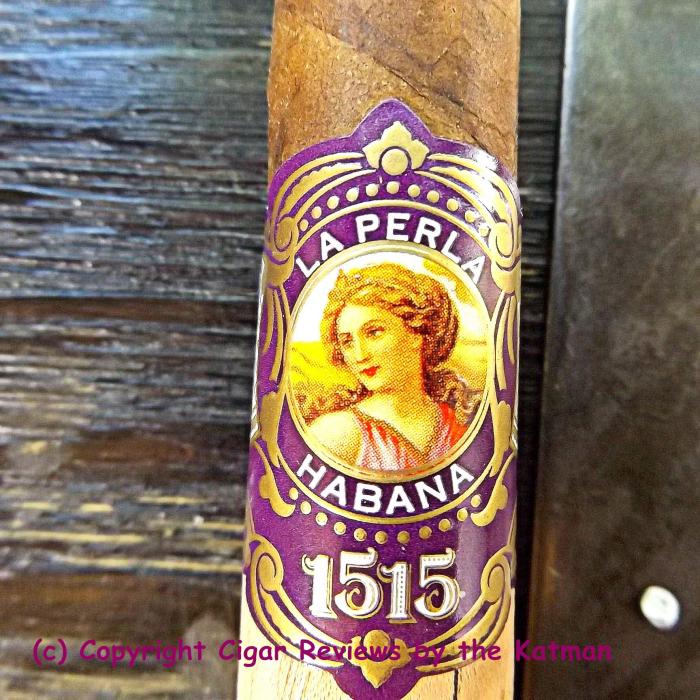 LA PERLA
HABANA
1515
(c) Copyright Cigar Reviews by the Katman